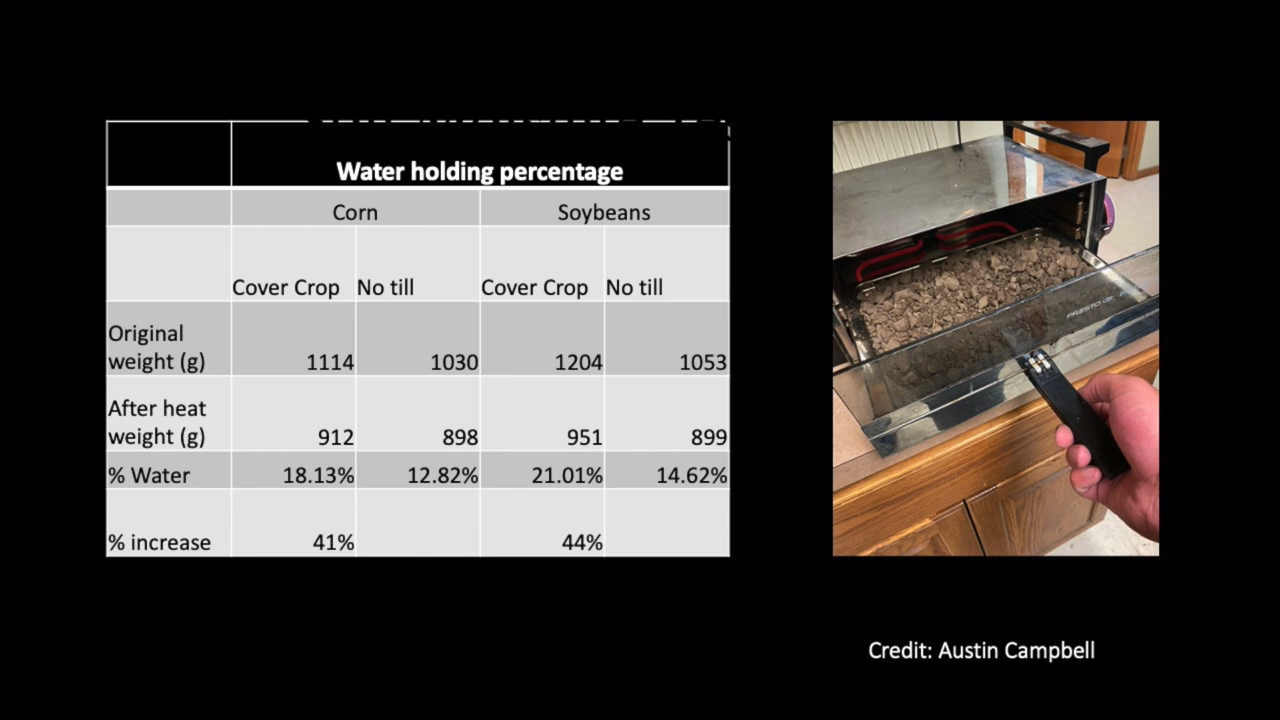 Water holding percentage
Corn Soybeans
Cover Crop No till Cover Crop No till
Original
weight (g) 1114 1030 1204 1053
After heat
weight (g) 912 898 951 899
% Water 18.13% 12.82% 21.01% 14.62%
% increase 41% 44%
PRESTO
Credit: Austin Campbell